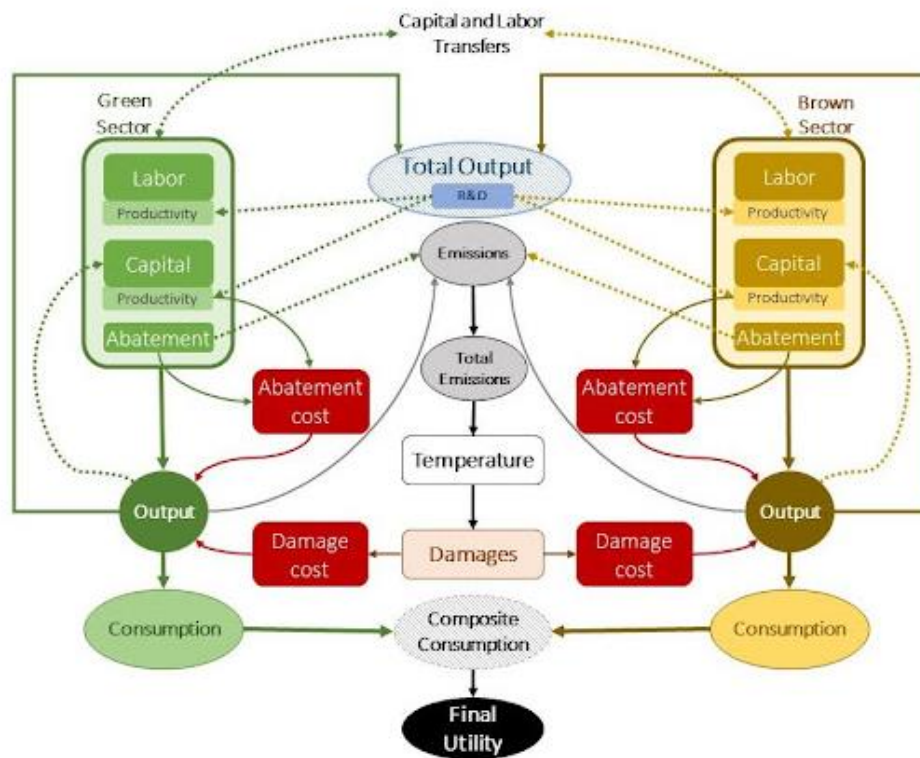 Capital and Labor
Transfers
Green
Sector
Brown
Sector
Total Output
R&D
Labor
Productivity
Capital
Productivity
Abatement
Labor
Productivity
Capital
Productivity
Abatement
Emissions
Total
Emissions
Abatement
cost
Abatement
cost
Temperature
Output
Output
Damage
cost
Damages
Damage
cost
Consumption
Composite
Consumption
Consumption
Final
Utility